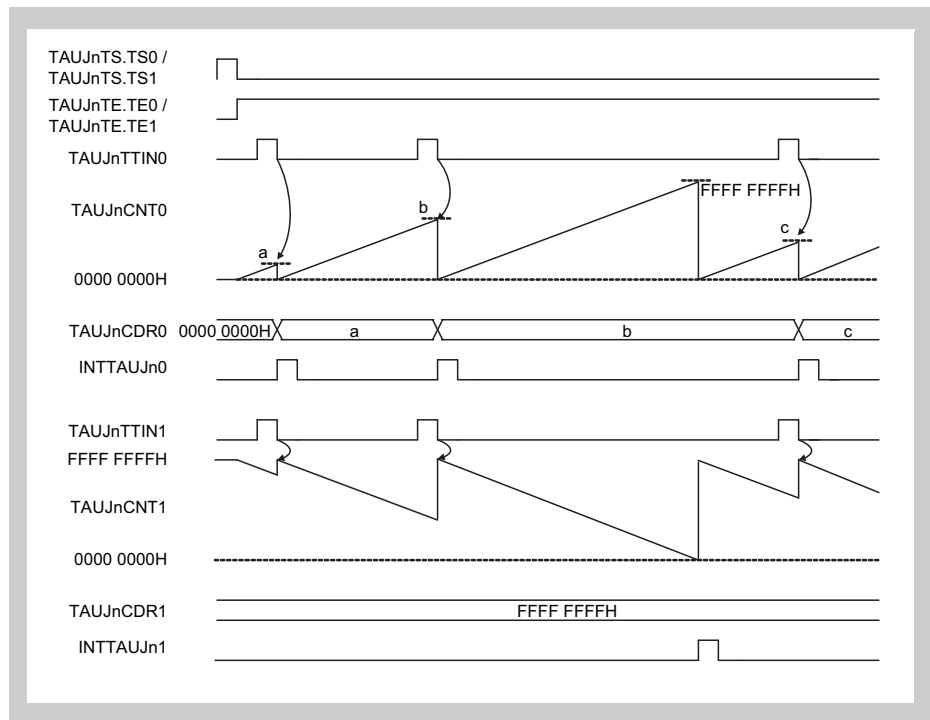 TAUJnTS.TS0 /
TAUJnTS.TS1
TAUJnTE.TE0 /
TAUJnTE.TE1
TAUJnTTIN0
FFFF FFFFH
TAUJnCNT0
b
c
a
0000 0000H
TAUJnCDR0 0000 0000H a b c
INTTAUJn0
TAUJnTTIN1
FFFF FFFFH
TAUJnCNT1
0000 0000H
TAUJnCDR1 FFFF FFFFH
INTTAUJn1